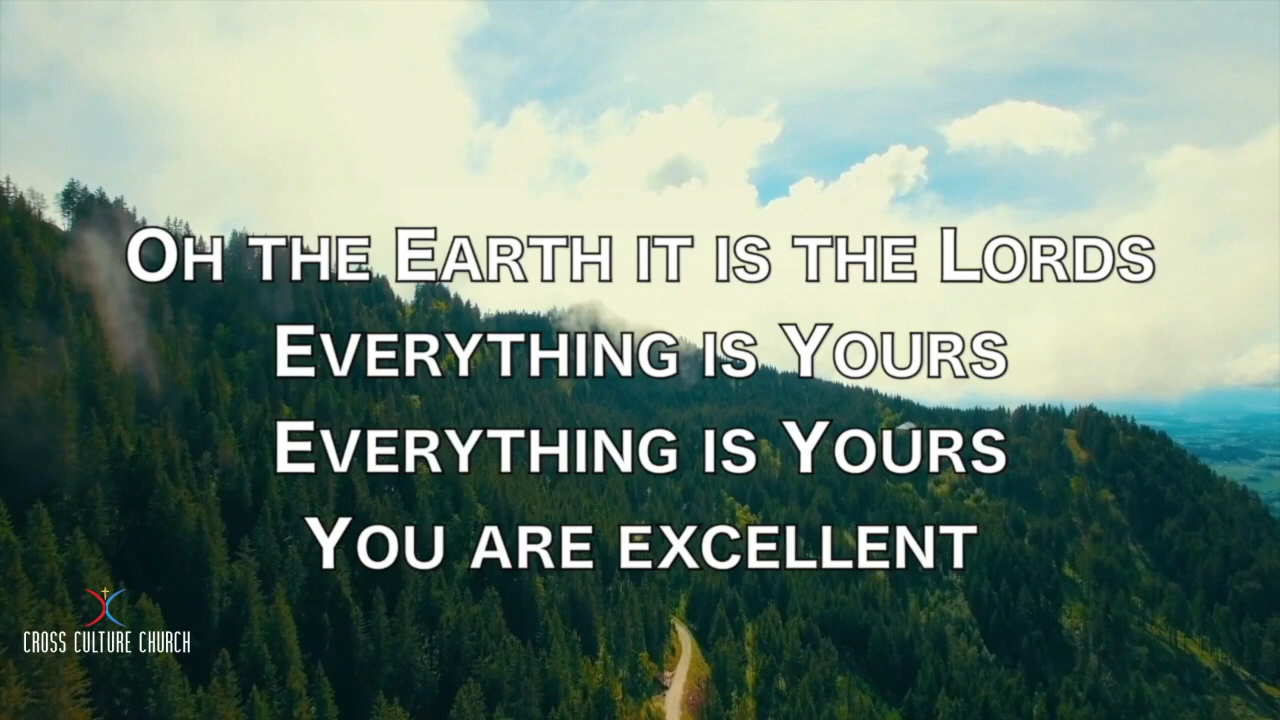 Oh the Earth it is the Lords
Everything is Yours
Everything is Yours
You are excellent
CROSS CULTURE CHURCH